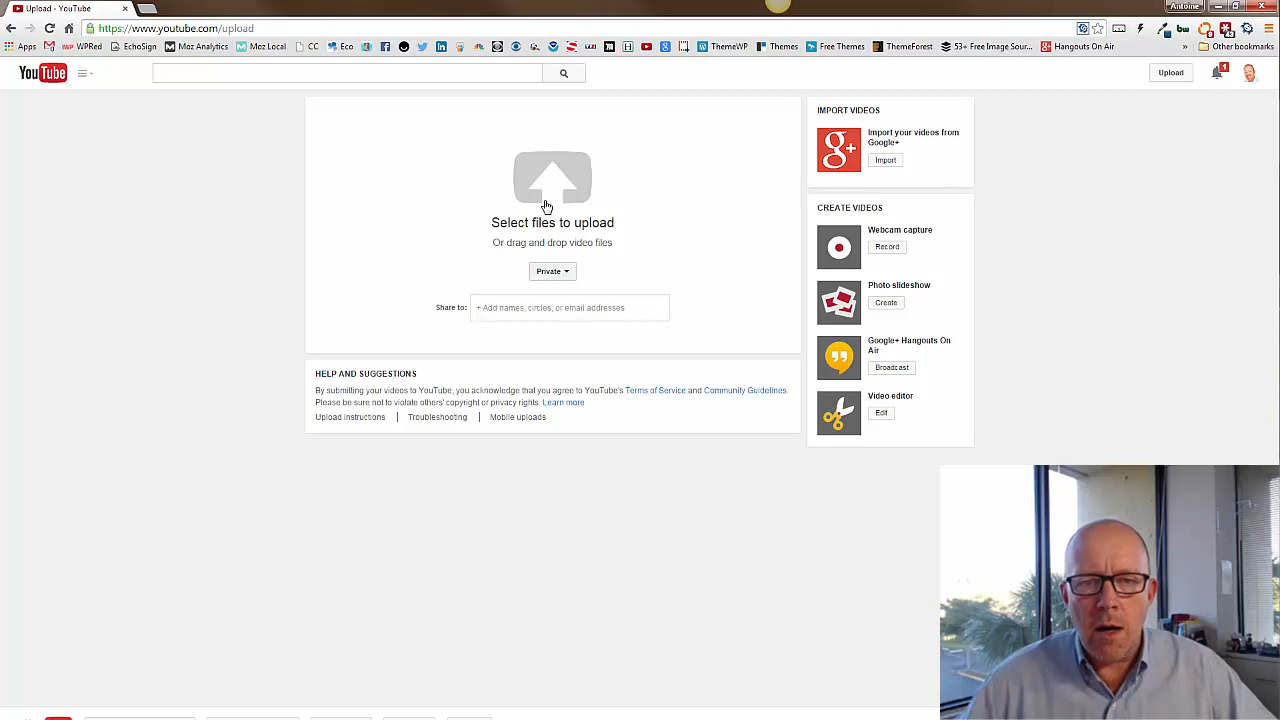 Upload - YouTube
Antoine
https://www.youtube.com/upload
Apps
WPRed
EchoSign
Moz Analytics
Moz Local
CC
Eco
ThemeWP
Themes
Free Themes
ThemeForest
53+ Free Image Sour...
Hangouts On Air
»
Other bookmarks
YouTube
Upload
1
Select files to upload
Or drag and drop video files
Private
Share to:
+ Add names, circles, or email addresses
HELP AND SUGGESTIONS
By submitting your videos to YouTube, you acknowledge that you agree to YouTube's Terms of Service and Community Guidelines.
Please be sure not to violate others' copyright or privacy rights. Learn more
Upload instructions | Troubleshooting | Mobile uploads
IMPORT VIDEOS
g+
Import your videos from
Google+
Import
CREATE VIDEOS
Webcam capture
Record
Photo slideshow
Create
Google+ Hangouts On
Air
Broadcast
Video editor
Edit